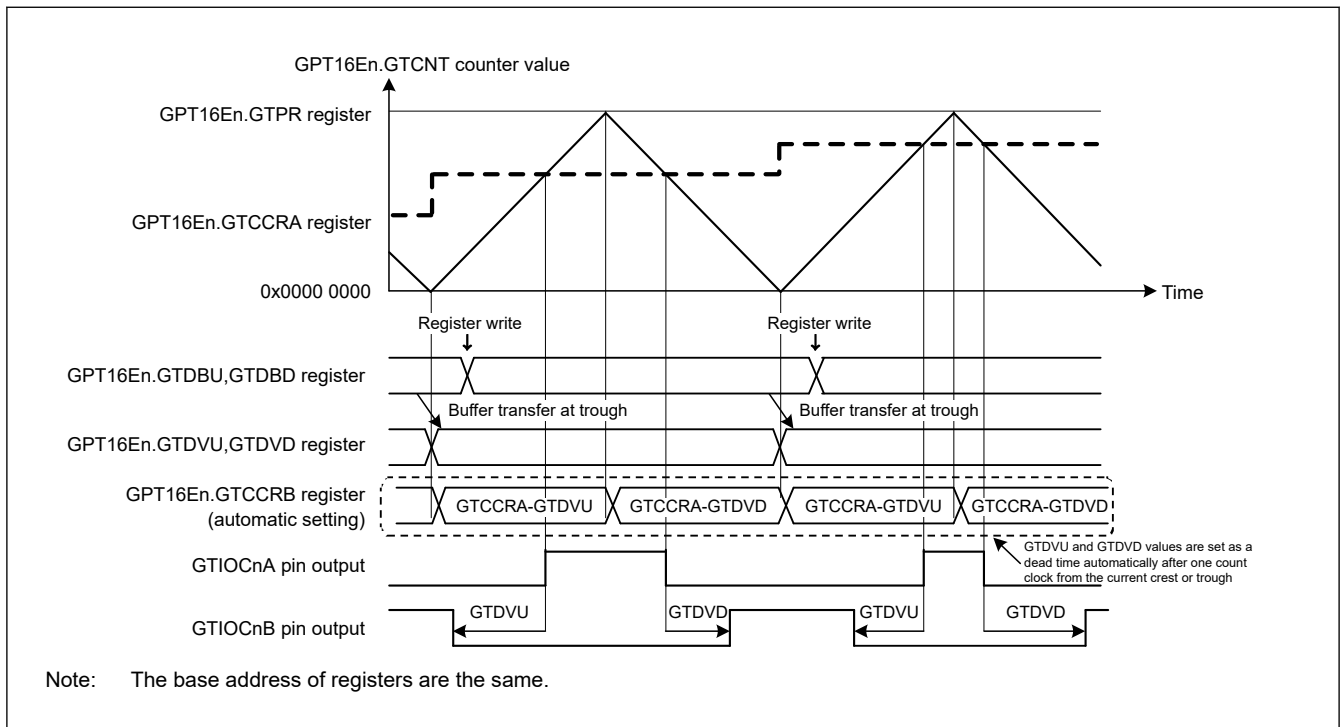 GPT16En.GTCNT counter value
GPT16En.GTPR register
GPT16En.GTCCRA register
0x0000 0000
Time
Register write
Register write
GPT16En.GTDBU,GTDBD register
Buffer transfer at trough
Buffer transfer at trough
GPT16En.GTDVU,GTDVD register
GPT16En.GTCCRB register
(automatic setting)
GTCCRA-GTDVU
GTCCRA-GTDVD
GTCCRA-GTDVU
GTCCRA-GTDVD
GTDVU and GTDVD values are set as a
dead time automatically after one count
clock from the current crest or trough
GTIOCnA pin output
GTDVU
GTDVD
GTDVU
GTDVD
GTIOCnB pin output
Note: The base address of registers are the same.